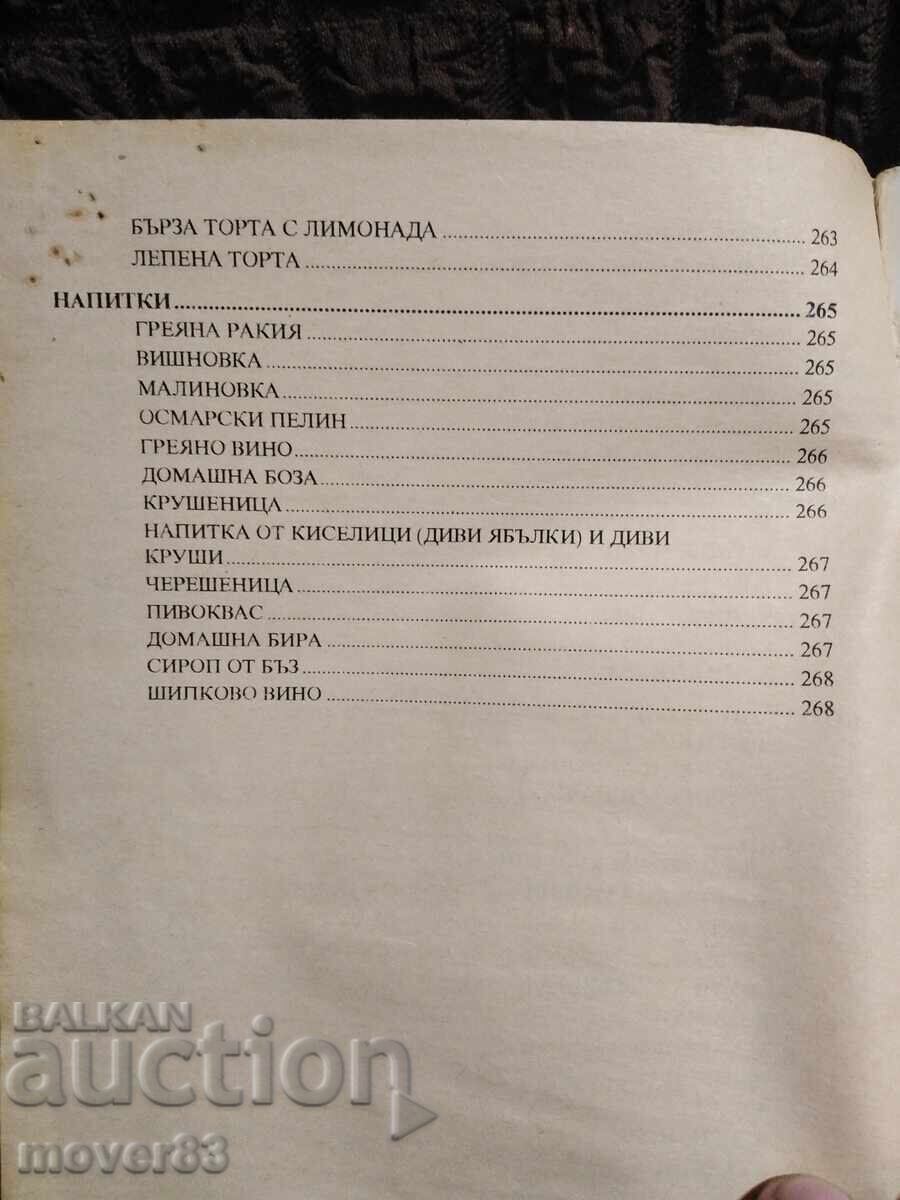 БЪРЗА ТОРТА С ЛИМОНАДА ........ 263
ЛЕПЕНА ТОРТА ........ 264
НАПИТКИ ........ 265
ГРЕЯНА РАКИЯ ........ 265
ВИШНОВКА ........ 265
МАЛИНОВКА ........ 265
ОСМАРСКИ ПЕЛИН ........ 265
ГРЕЯНО ВИНО ........ 266
ДОМАШНА БОЗА ........ 266
КРУШЕНИЦА ........ 266
НАПИТКА ОТ КИСЕЛИЦИ (ДИВИ ЯБЪЛКИ) И ДИВИ
КРУШИ ........ 267
ЧЕРЕШЕНИЦА ........ 267
ПИВОКВАС ........ 267
ДОМАШНА БИРА ........ 267
СИРОП ОТ БЪЗ ........ 268
ШИПКОВО ВИНО ........ 268
BALKAN
auction
mover83